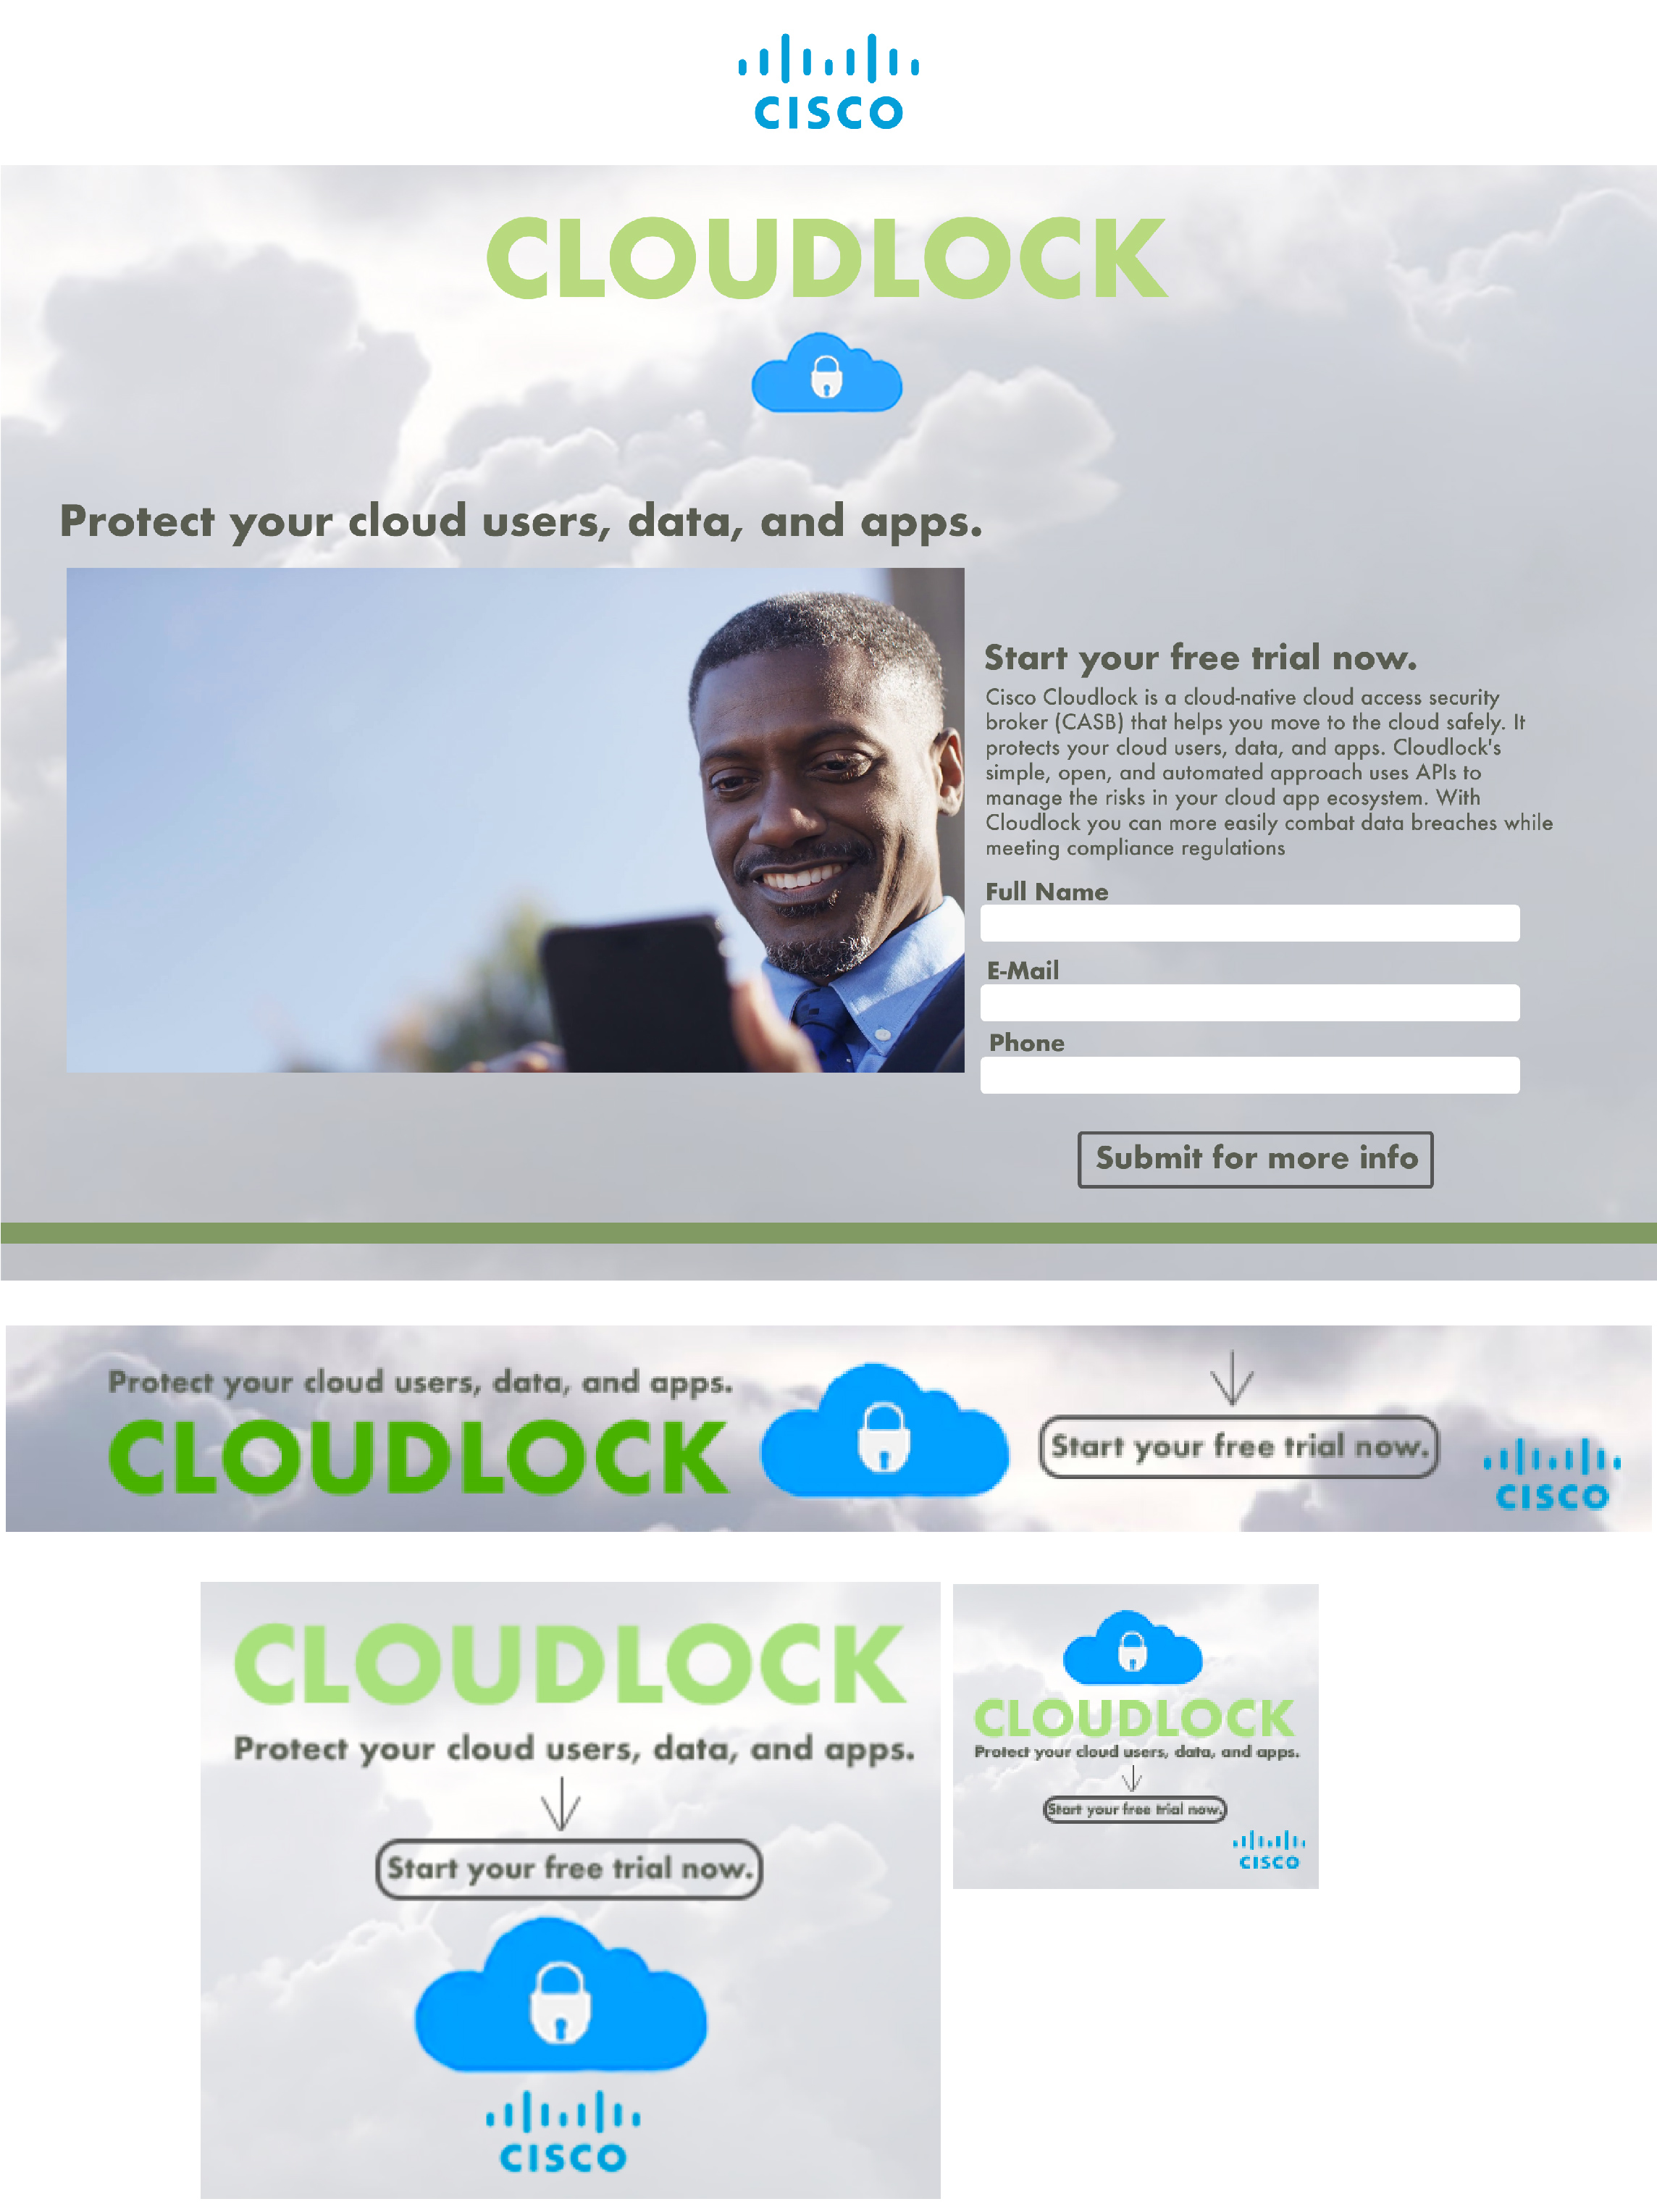 CISCO
CLOUDLOCK
Protect your cloud users, data, and apps.
Start your free trial now.
Cisco Cloudlock is a cloud-native cloud access security
broker (CASB) that helps you move to the cloud safely. It
protects your cloud users, data, and apps. Cloudlock's
simple, open, and automated approach uses APIs to
manage the risks in your cloud app ecosystem. With
Cloudlock you can more easily combat data breaches while
meeting compliance regulations
Full Name
E-Mail
Phone
Submit for more info
Protect your cloud users, data, and apps.
CLOUDLOCK
Start your free trial now.
CISCO
CLOUDLOCK
Protect your cloud users, data, and apps.
Start your free trial now.
CISCO
CLOUDLOCK
Protect your cloud users, data, and apps.
Start your free trial now.
CISCO